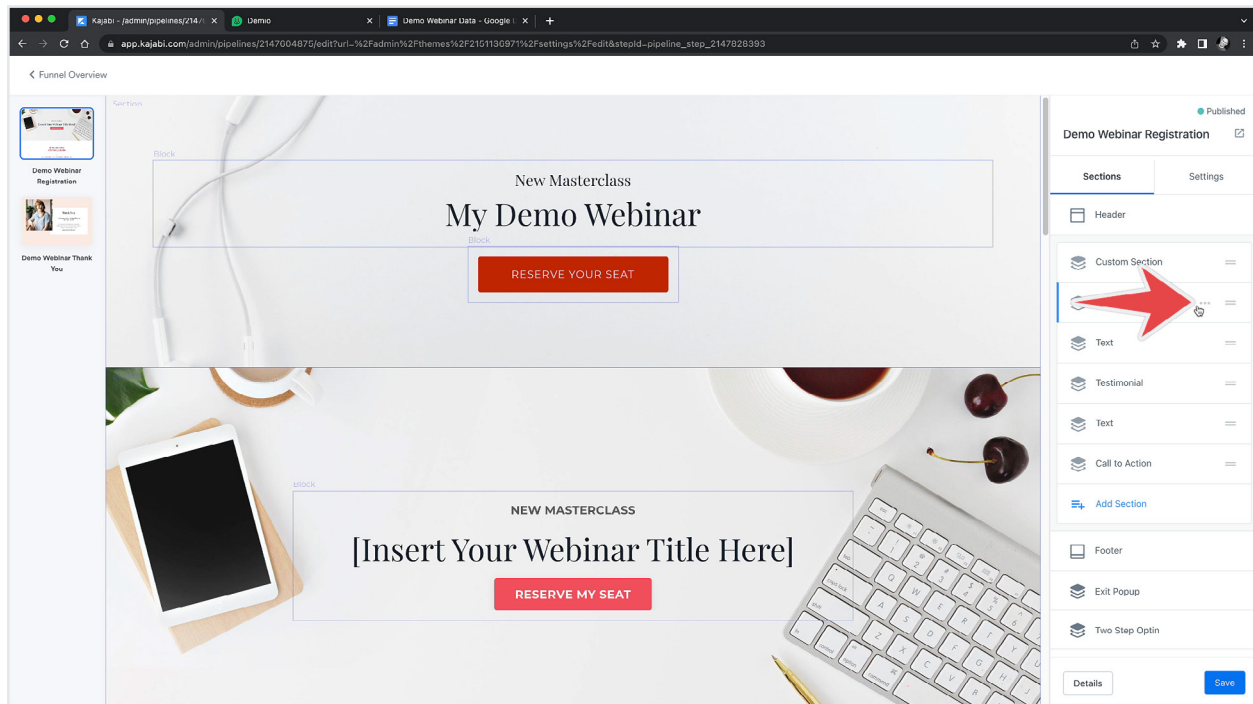 Kajabi - /admin/pipelines/2147
Demio
Demo Webinar Data - Google
app.kajabi.com/admin/pipelines/2147604875/edit?url=%2Fadmin%2Fthemes%2F2151130971%2Fsettings%2Fedit&stepId=pipeline_step_2147828393
Funnel Overview
Demo Webinar
Registration
Demo Webinar Thank
You
Section
Block
New Masterclass
My Demo Webinar
Block
RESERVE YOUR SEAT
Block
NEW MASTERCLASS
[Insert Your Webinar Title Here]
RESERVE MY SEAT
Published
Demo Webinar Registration
Sections
Settings
Header
Custom Section
Text
Testimonial
Text
Call to Action
Add Section
Footer
Exit Popup
Two Step Optin
Details
Save